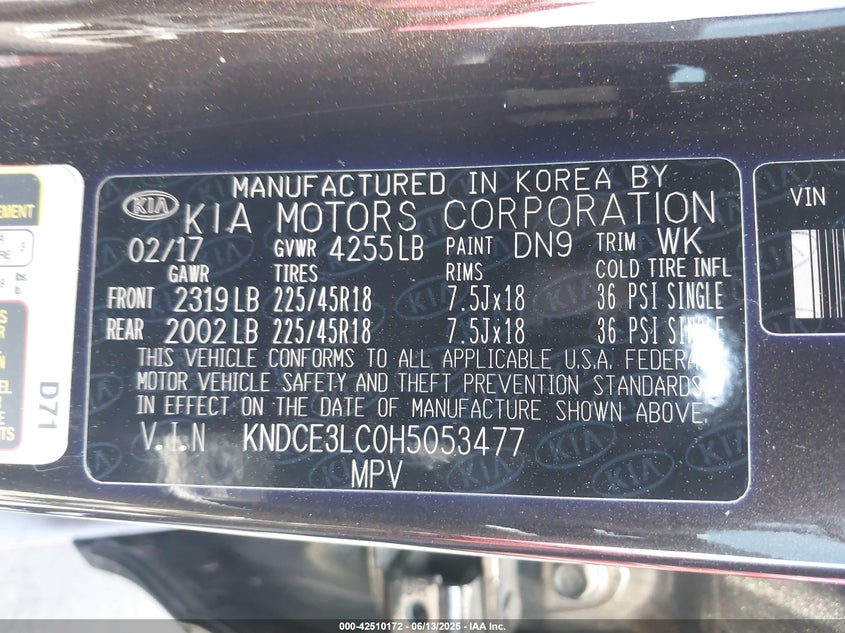 MANUFACTURED IN KOREA BY
KIA KIA MOTORS CORPORATION
02/17 GVWR 4255LB PAINT DN9 TRIM WK
GAWR TIRES RIMS COLD TIRE INFL
FRONT 2319LB 225/45R18 7.5Jx18 36 PSI SINGLE
REAR 2002LB 225/45R18 7.5Jx18 36 PSI SINGLE
THIS VEHICLE CONFORMS TO ALL APPLICABLE U.S.A. FEDERAL
MOTOR VEHICLE SAFETY AND THEFT PREVENTION STANDARDS
IN EFFECT ON THE DATE OF MANUFACTURE SHOWN ABOVE.
V.I.N KNDCE3LC0H5053477
MPV
D71
VIN
000-42510172 - 06/13/2025 - IAA Inc.